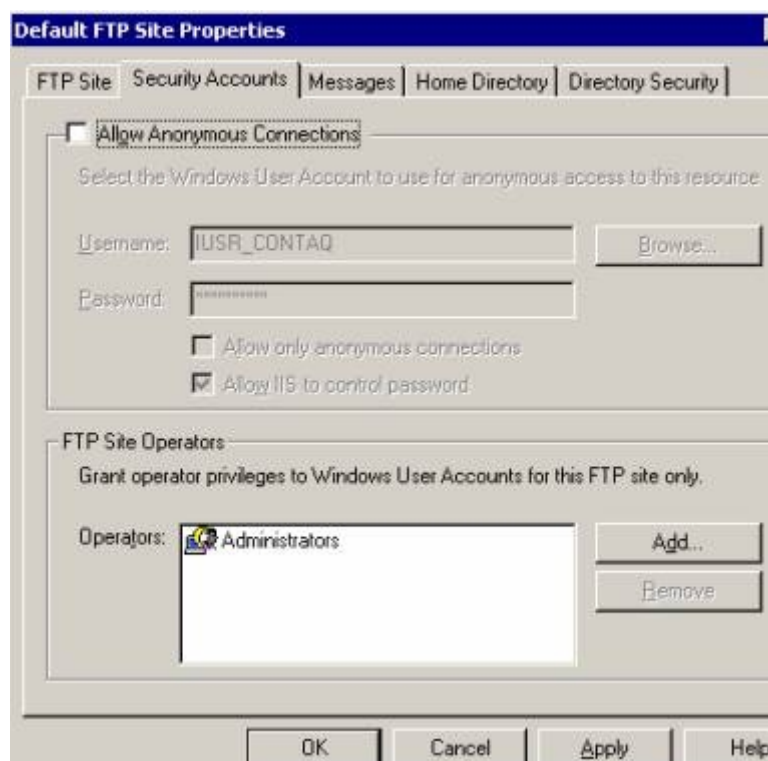 Default FTP Site Properties
FTP Site Security Accounts Messages Home Directory Directory Security
Allow Anonymous Connections
Select the Windows User Account to use for anonymous access to this resource
Username: IUSR_CONTAQ Browse...
Password: **********
Allow only anonymous connections
Allow IIS to control password
FTP Site Operators
Grant operator privileges to Windows User Accounts for this FTP site only.
Operators: Administrators Add...
Remove
OK Cancel Apply Help